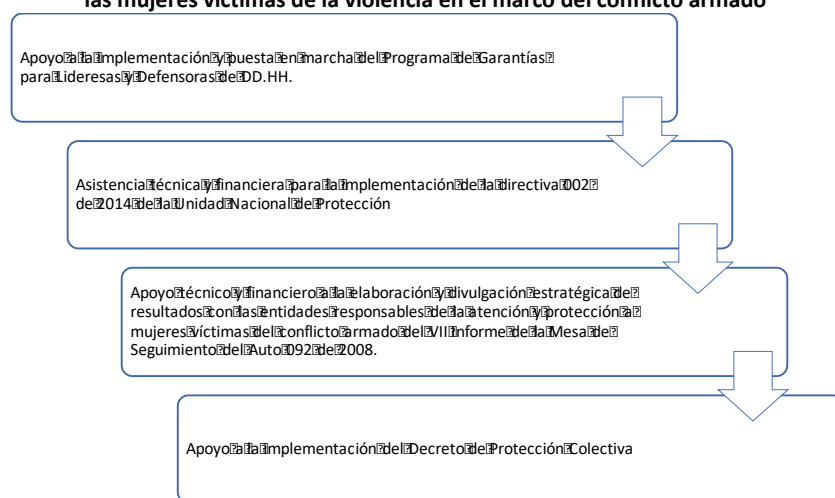 las mujeres víctimas de la violencia en el marco del conflicto armado
Apoyo a la implementación y puesta en marcha del Programa de Garantías
para Lideresas y Defensoras de DD.HH.
Asistencia técnica y financiera para la implementación de la directiva 002
de 2014 de la Unidad Nacional de Protección
Apoyo técnico y financiero a la elaboración y divulgación estratégica de
resultados con las entidades responsables de la atención y protección a
mujeres víctimas del conflicto armado del VII Informe de la Mesa de
Seguimiento del Auto 092 de 2008.
Apoyo a la implementación del Decreto de Protección Colectiva